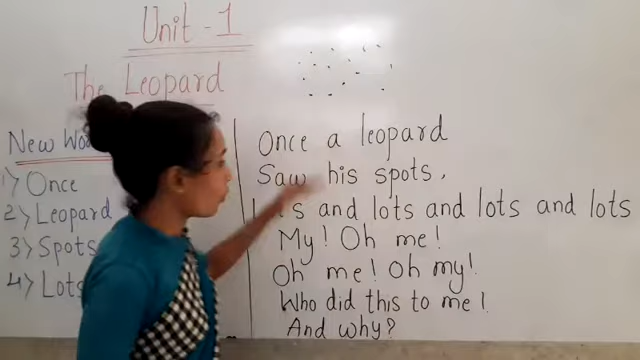 Unit - 1
The Leopard
New
1) Once
2) Leopard
3) Spots
4) Lots
Once a leopard
Saw his spots,
and lots and lots and lots
My! Oh me!
Oh me! Oh my!
Who did this to me!
And why?